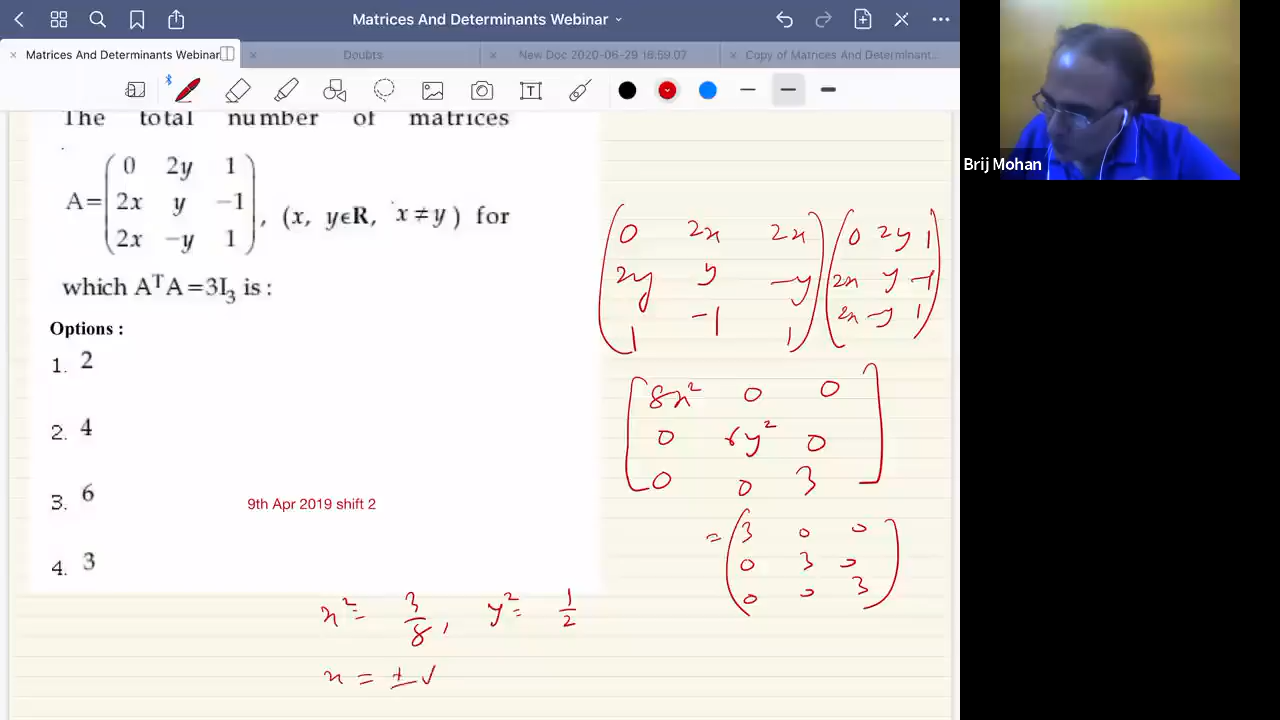 Matrices And Determinants Webinar
Matrices And Determinants Webinar
Doubts
New Doc 2020-06-29 16:59.07
Copy of Matrices And Determinant...
The total number of matrices
A= ( 0 2y 1
2x y −1
2x −y 1 ) , (x, y∈R, x≠y) for
which AᵀA=3I₃ is :
Options :
1. 2
2. 4
3. 6
4. 3
9th Apr 2019 shift 2
( 0 2x 2x ) ( 0 2y 1 )
( 2y y −y ) ( 2x y −1 )
( 1 −1 1 ) ( 2x −y 1 )
[ 8x² 0 0 ]
[ 0 6y² 0 ]
[ 0 0 3 ]
= ( 3 0 0 )
( 0 3 0 )
( 0 0 3 )
x² = 3/8, y² = 1/2
x = ± √
Brij Mohan